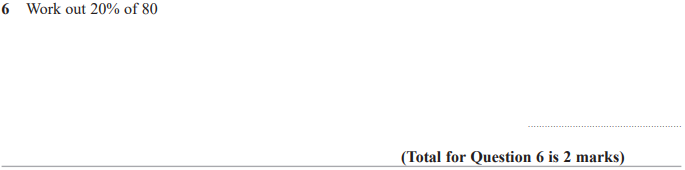 6 Work out 20% of 80
(Total for Question 6 is 2 marks)